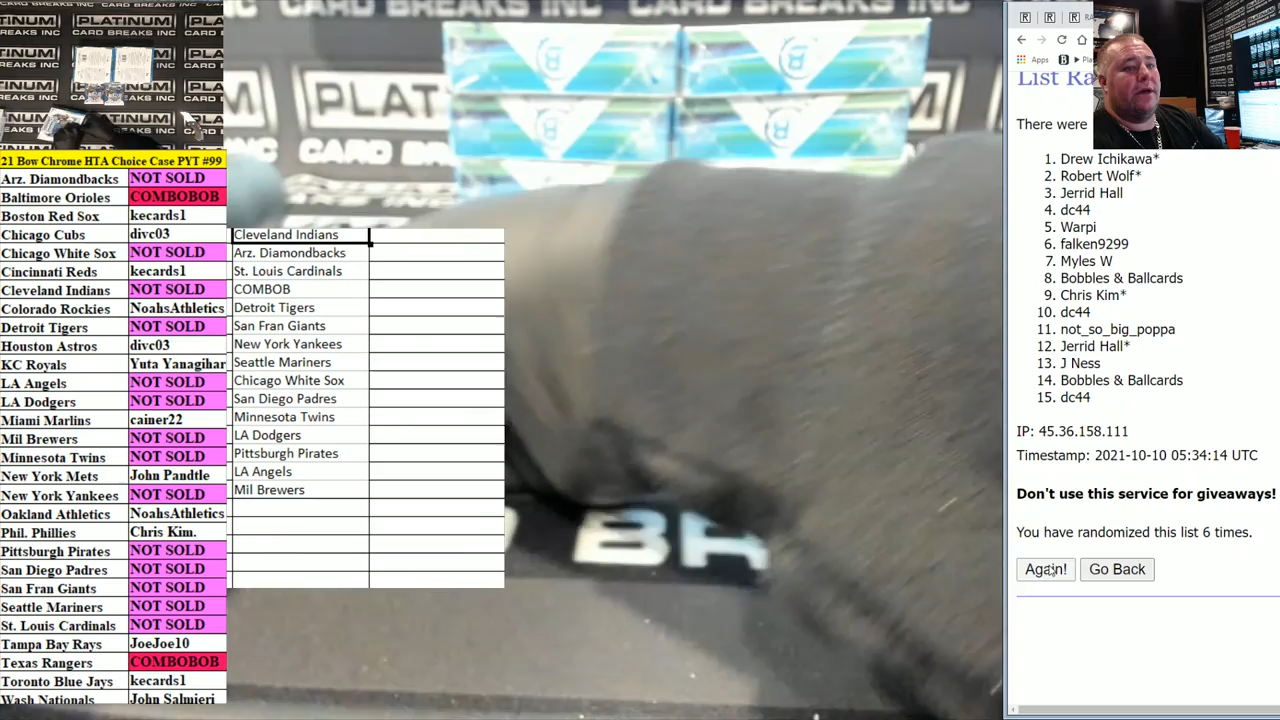 PLATINUM
CARD BREAKS INC
CARD BREAKS INC
BR
21 Bow Chrome HTA Choice Case PYT #99
Arz. Diamondbacks NOT SOLD
Baltimore Orioles COMBOBOB
Boston Red Sox kecards1
Chicago Cubs divc03
Chicago White Sox NOT SOLD
Cincinnati Reds kecards1
Cleveland Indians NOT SOLD
Colorado Rockies NoahsAthletics
Detroit Tigers NOT SOLD
Houston Astros divc03
KC Royals Yuta Yanagihar
LA Angels NOT SOLD
LA Dodgers NOT SOLD
Miami Marlins cainer22
Mil Brewers NOT SOLD
Minnesota Twins NOT SOLD
New York Mets John Pandtle
New York Yankees NOT SOLD
Oakland Athletics NoahsAthletics
Phil. Phillies Chris Kim.
Pittsburgh Pirates NOT SOLD
San Diego Padres NOT SOLD
San Fran Giants NOT SOLD
Seattle Mariners NOT SOLD
St. Louis Cardinals NOT SOLD
Tampa Bay Rays JoeJoe10
Texas Rangers COMBOBOB
Toronto Blue Jays kecards1
Wash Nationals John Salmieri
Cleveland Indians
Arz. Diamondbacks
St. Louis Cardinals
COMBOB
Detroit Tigers
San Fran Giants
New York Yankees
Seattle Mariners
Chicago White Sox
San Diego Padres
Minnesota Twins
LA Dodgers
Pittsburgh Pirates
LA Angels
Mil Brewers
Apps
List Ra
There were
1. Drew Ichikawa*
2. Robert Wolf*
3. Jerrid Hall
4. dc44
5. Warpi
6. falken9299
7. Myles W
8. Bobbles & Ballcards
9. Chris Kim*
10. dc44
11. not_so_big_poppa
12. Jerrid Hall*
13. J Ness
14. Bobbles & Ballcards
15. dc44
IP: 45.36.158.111
Timestamp: 2021-10-10 05:34:14 UTC
Don't use this service for giveaways!
You have randomized this list 6 times.
Again! Go Back